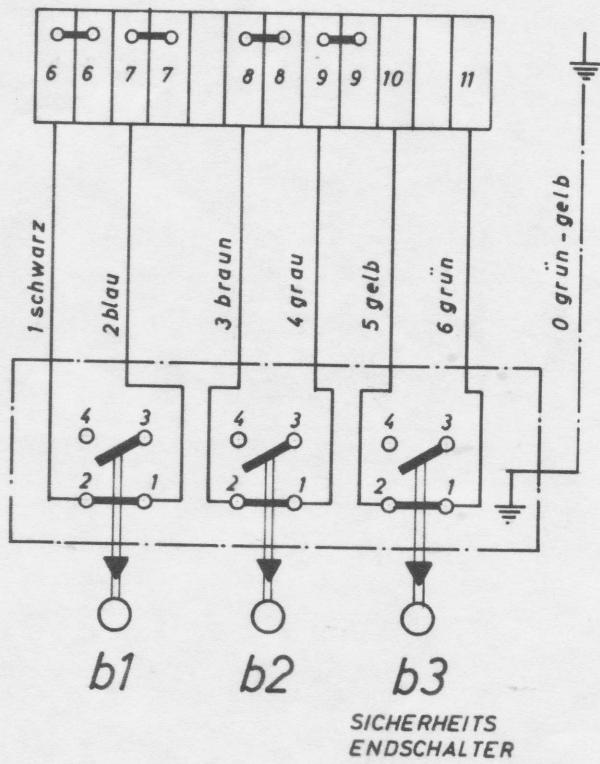 6 6 7 7 8 8 9 9 10 11
1 schwarz
2 blau
3 braun
4 grau
5 gelb
6 grün
0 grün-gelb
4 3 4 3 4 3
2 1 2 1 2 1
b1 b2 b3
SICHERHEITS
ENDSCHALTER